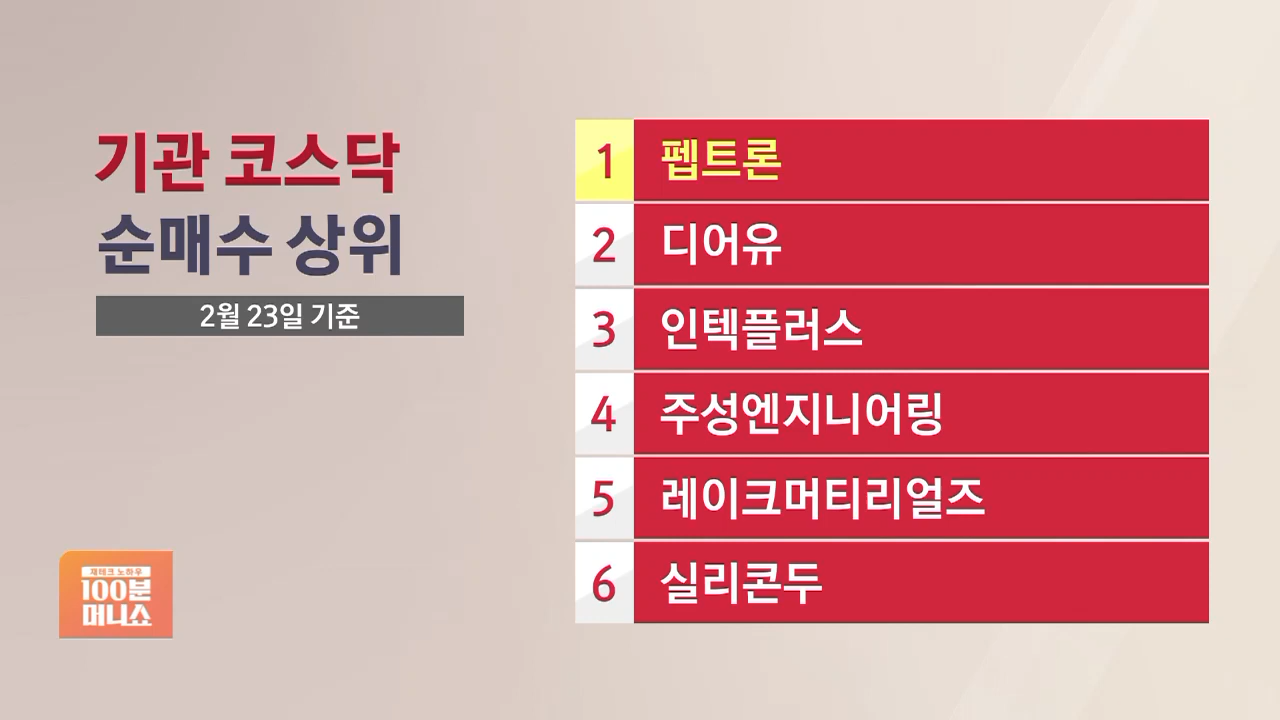 기관 코스닥
순매수 상위
2월 23일 기준
1 펩트론
2 디어유
3 인텍플러스
4 주성엔지니어링
5 레이크머티리얼즈
6 실리콘두
재테크 노하우
100분
머니쇼